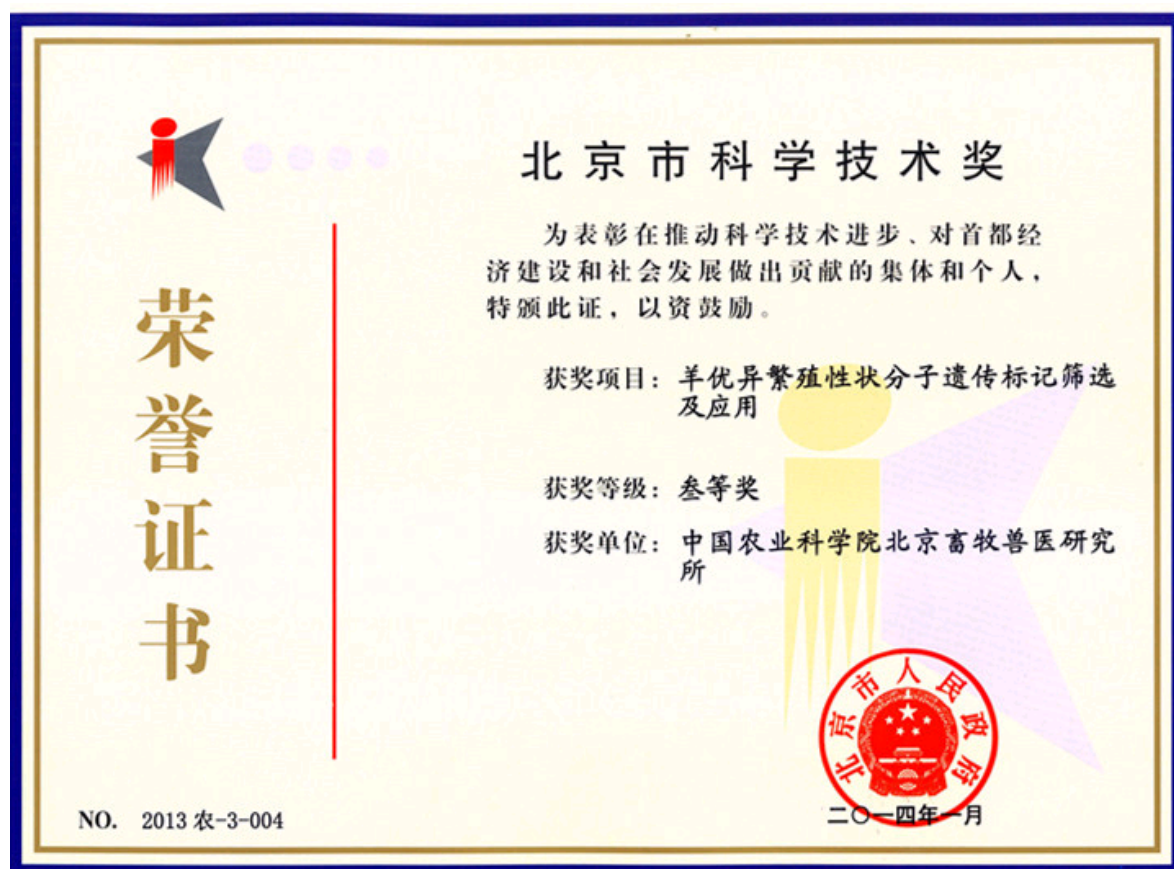 荣誉证书
北京市科学技术奖
为表彰在推动科学技术进步、对首都经
济建设和社会发展做出贡献的集体和个人，
特颁此证，以资鼓励。
获奖项目：羊优异繁殖性状分子遗传标记筛选
及应用
获奖等级：叁等奖
获奖单位：中国农业科学院北京畜牧兽医研究
所
北京市人民政府
二〇一四年一月
NO. 2013 农-3-004